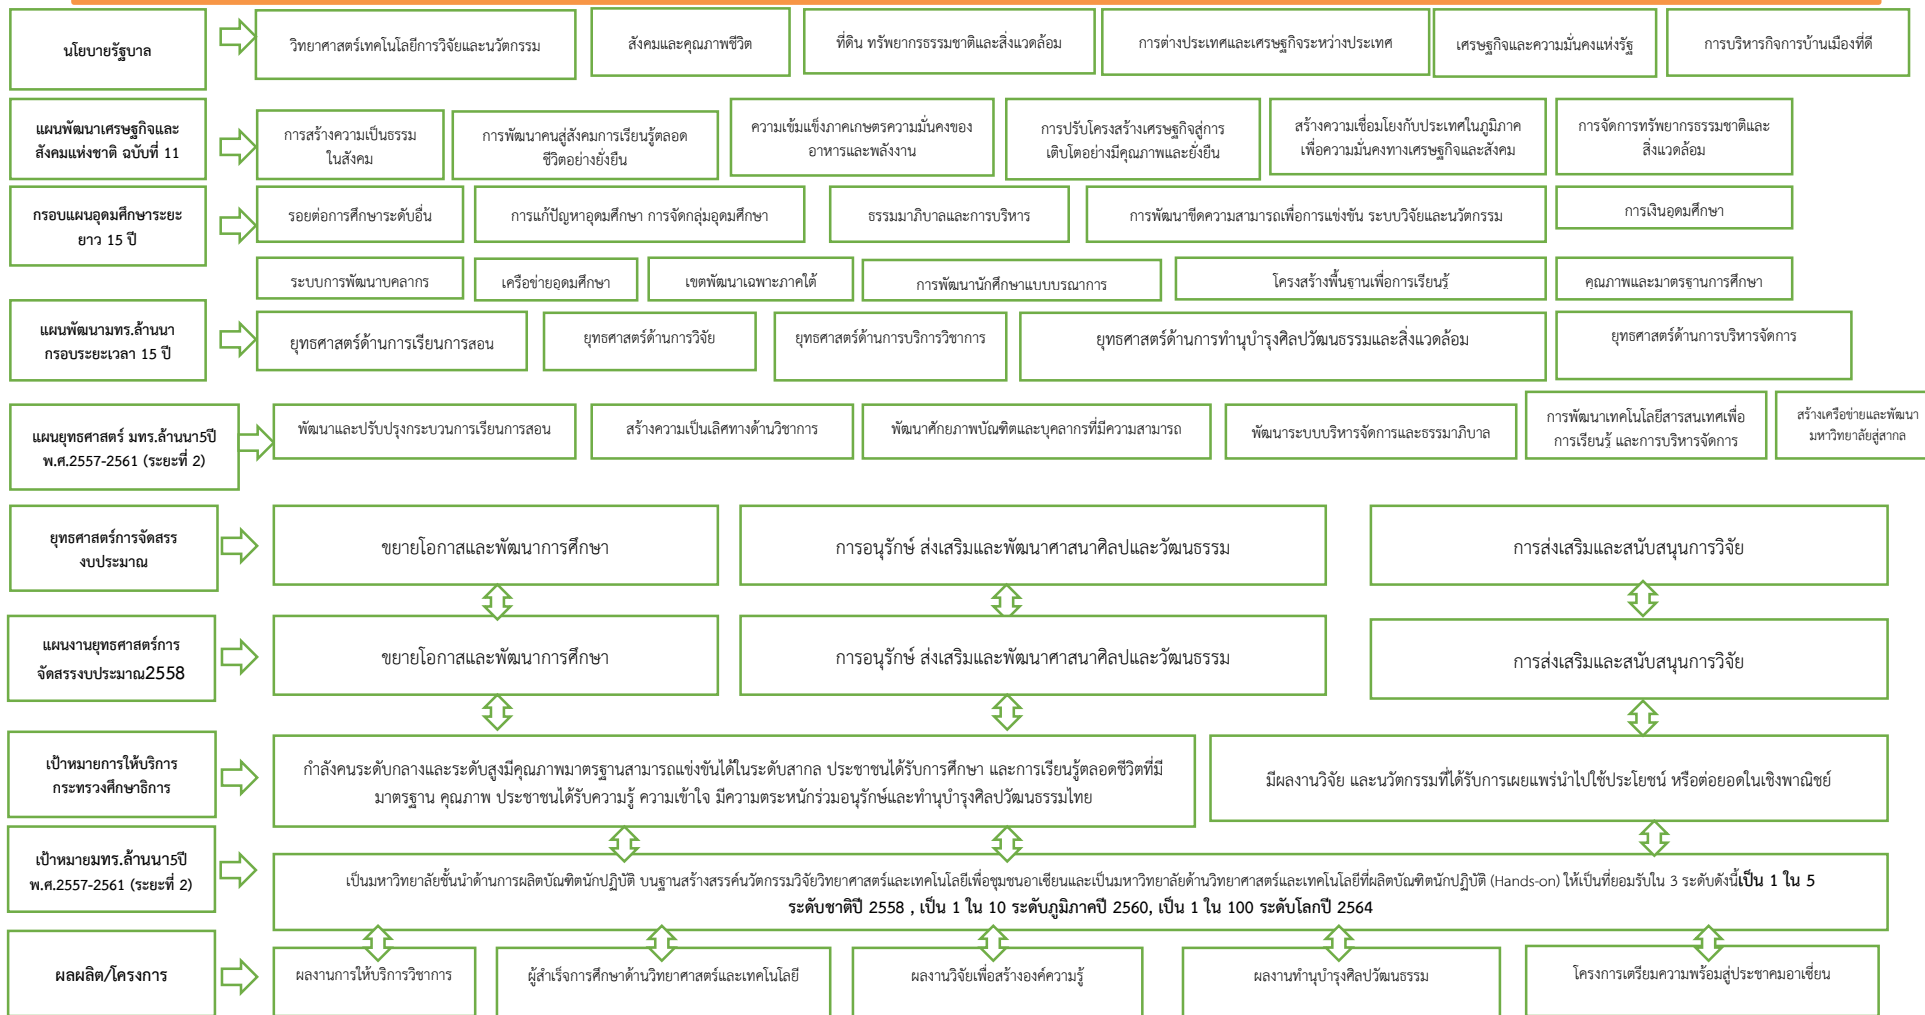 นโยบายรัฐบาล
วิทยาศาสตร์เทคโนโลยีการวิจัยและนวัตกรรม
สังคมและคุณภาพชีวิต
ที่ดิน ทรัพยากรธรรมชาติและสิ่งแวดล้อม
การต่างประเทศและเศรษฐกิจระหว่างประเทศ
เศรษฐกิจและความมั่นคงแห่งรัฐ
การบริหารกิจการบ้านเมืองที่ดี
แผนพัฒนาเศรษฐกิจและ
สังคมแห่งชาติ ฉบับที่ 11
การสร้างความเป็นธรรม
ในสังคม
การพัฒนาคนสู่สังคมการเรียนรู้ตลอด
ชีวิตอย่างยั่งยืน
ความเข้มแข็งภาคเกษตรความมั่นคงของ
อาหารและพลังงาน
การปรับโครงสร้างเศรษฐกิจสู่การ
เติบโตอย่างมีคุณภาพและยั่งยืน
สร้างความเชื่อมโยงกับประเทศในภูมิภาค
เพื่อความมั่นคงทางเศรษฐกิจและสังคม
การจัดการทรัพยากรธรรมชาติและ
สิ่งแวดล้อม
กรอบแผนอุดมศึกษาระยะ
ยาว 15 ปี
รอยต่อการศึกษาระดับอื่น
การแก้ปัญหาอุดมศึกษา การจัดกลุ่มอุดมศึกษา
ธรรมมาภิบาลและการบริหาร
การพัฒนาขีดความสามารถเพื่อการแข่งขัน ระบบวิจัยและนวัตกรรม
การเงินอุดมศึกษา
ระบบการพัฒนาบคลากร
เครือข่ายอุดมศึกษา
เขตพัฒนาเฉพาะภาคใต้
การพัฒนานักศึกษาแบบบรณาการ
โครงสร้างพื้นฐานเพื่อการเรียนรู้
คุณภาพและมาตรฐานการศึกษา
แผนพัฒนามทร.ล้านนา
กรอบระยะเวลา 15 ปี
ยุทธศาสตร์ด้านการเรียนการสอน
ยุทธศาสตร์ด้านการวิจัย
ยุทธศาสตร์ด้านการบริการวิชาการ
ยุทธศาสตร์ด้านการทำนุบำรุงศิลปวัฒนธรรมและสิ่งแวดล้อม
ยุทธศาสตร์ด้านการบริหารจัดการ
แผนยุทธศาสตร์ มทร.ล้านนา5ปี
พ.ศ.2557-2561 (ระยะที่ 2)
พัฒนาและปรับปรุงกระบวนการเรียนการสอน
สร้างความเป็นเลิศทางด้านวิชาการ
พัฒนาศักยภาพบัณฑิตและบุคลากรที่มีความสามารถ
พัฒนาระบบบริหารจัดการและธรรมาภิบาล
การพัฒนาเทคโนโลยีสารสนเทศเพื่อ
การเรียนรู้ และการบริหารจัดการ
สร้างเครือข่ายและพัฒนา
มหาวิทยาลัยสู่สากล
ยุทธศาสตร์การจัดสรร
งบประมาณ
ขยายโอกาสและพัฒนาการศึกษา
การอนุรักษ์ ส่งเสริมและพัฒนาศาสนาศิลปและวัฒนธรรม
การส่งเสริมและสนับสนุนการวิจัย
แผนงานยุทธศาสตร์การ
จัดสรรงบประมาณ2558
ขยายโอกาสและพัฒนาการศึกษา
การอนุรักษ์ ส่งเสริมและพัฒนาศาสนาศิลปและวัฒนธรรม
การส่งเสริมและสนับสนุนการวิจัย
เป้าหมายการให้บริการ
กระทรวงศึกษาธิการ
กำลังคนระดับกลางและระดับสูงมีคุณภาพมาตรฐานสามารถแข่งขันได้ในระดับสากล ประชาชนได้รับการศึกษา และการเรียนรู้ตลอดชีวิตที่มี
มาตรฐาน คุณภาพ ประชาชนได้รับความรู้ ความเข้าใจ มีความตระหนักร่วมอนุรักษ์และทำนุบำรุงศิลปวัฒนธรรมไทย
มีผลงานวิจัย และนวัตกรรมที่ได้รับการเผยแพร่นำไปใช้ประโยชน์ หรือต่อยอดในเชิงพาณิชย์
เป้าหมายมทร.ล้านนา5ปี
พ.ศ.2557-2561 (ระยะที่ 2)
เป็นมหาวิทยาลัยชั้นนำด้านการผลิตบัณฑิตนักปฏิบัติ บนฐานสร้างสรรค์นวัตกรรมวิจัยวิทยาศาสตร์และเทคโนโลยีเพื่อชุมชนอาเซียนและเป็นมหาวิทยาลัยด้านวิทยาศาสตร์และเทคโนโลยีที่ผลิตบัณฑิตนักปฏิบัติ (Hands-on) ให้เป็นที่ยอมรับใน 3 ระดับดังนี้เป็น 1 ใน 5
ระดับชาติปี 2558 , เป็น 1 ใน 10 ระดับภูมิภาคปี 2560, เป็น 1 ใน 100 ระดับโลกปี 2564
ผลผลิต/โครงการ
ผลงานการให้บริการวิชาการ
ผู้สำเร็จการศึกษาด้านวิทยาศาสตร์และเทคโนโลยี
ผลงานวิจัยเพื่อสร้างองค์ความรู้
ผลงานทำนุบำรุงศิลปวัฒนธรรม
โครงการเตรียมความพร้อมสู่ประชาคมอาเซี่ยน